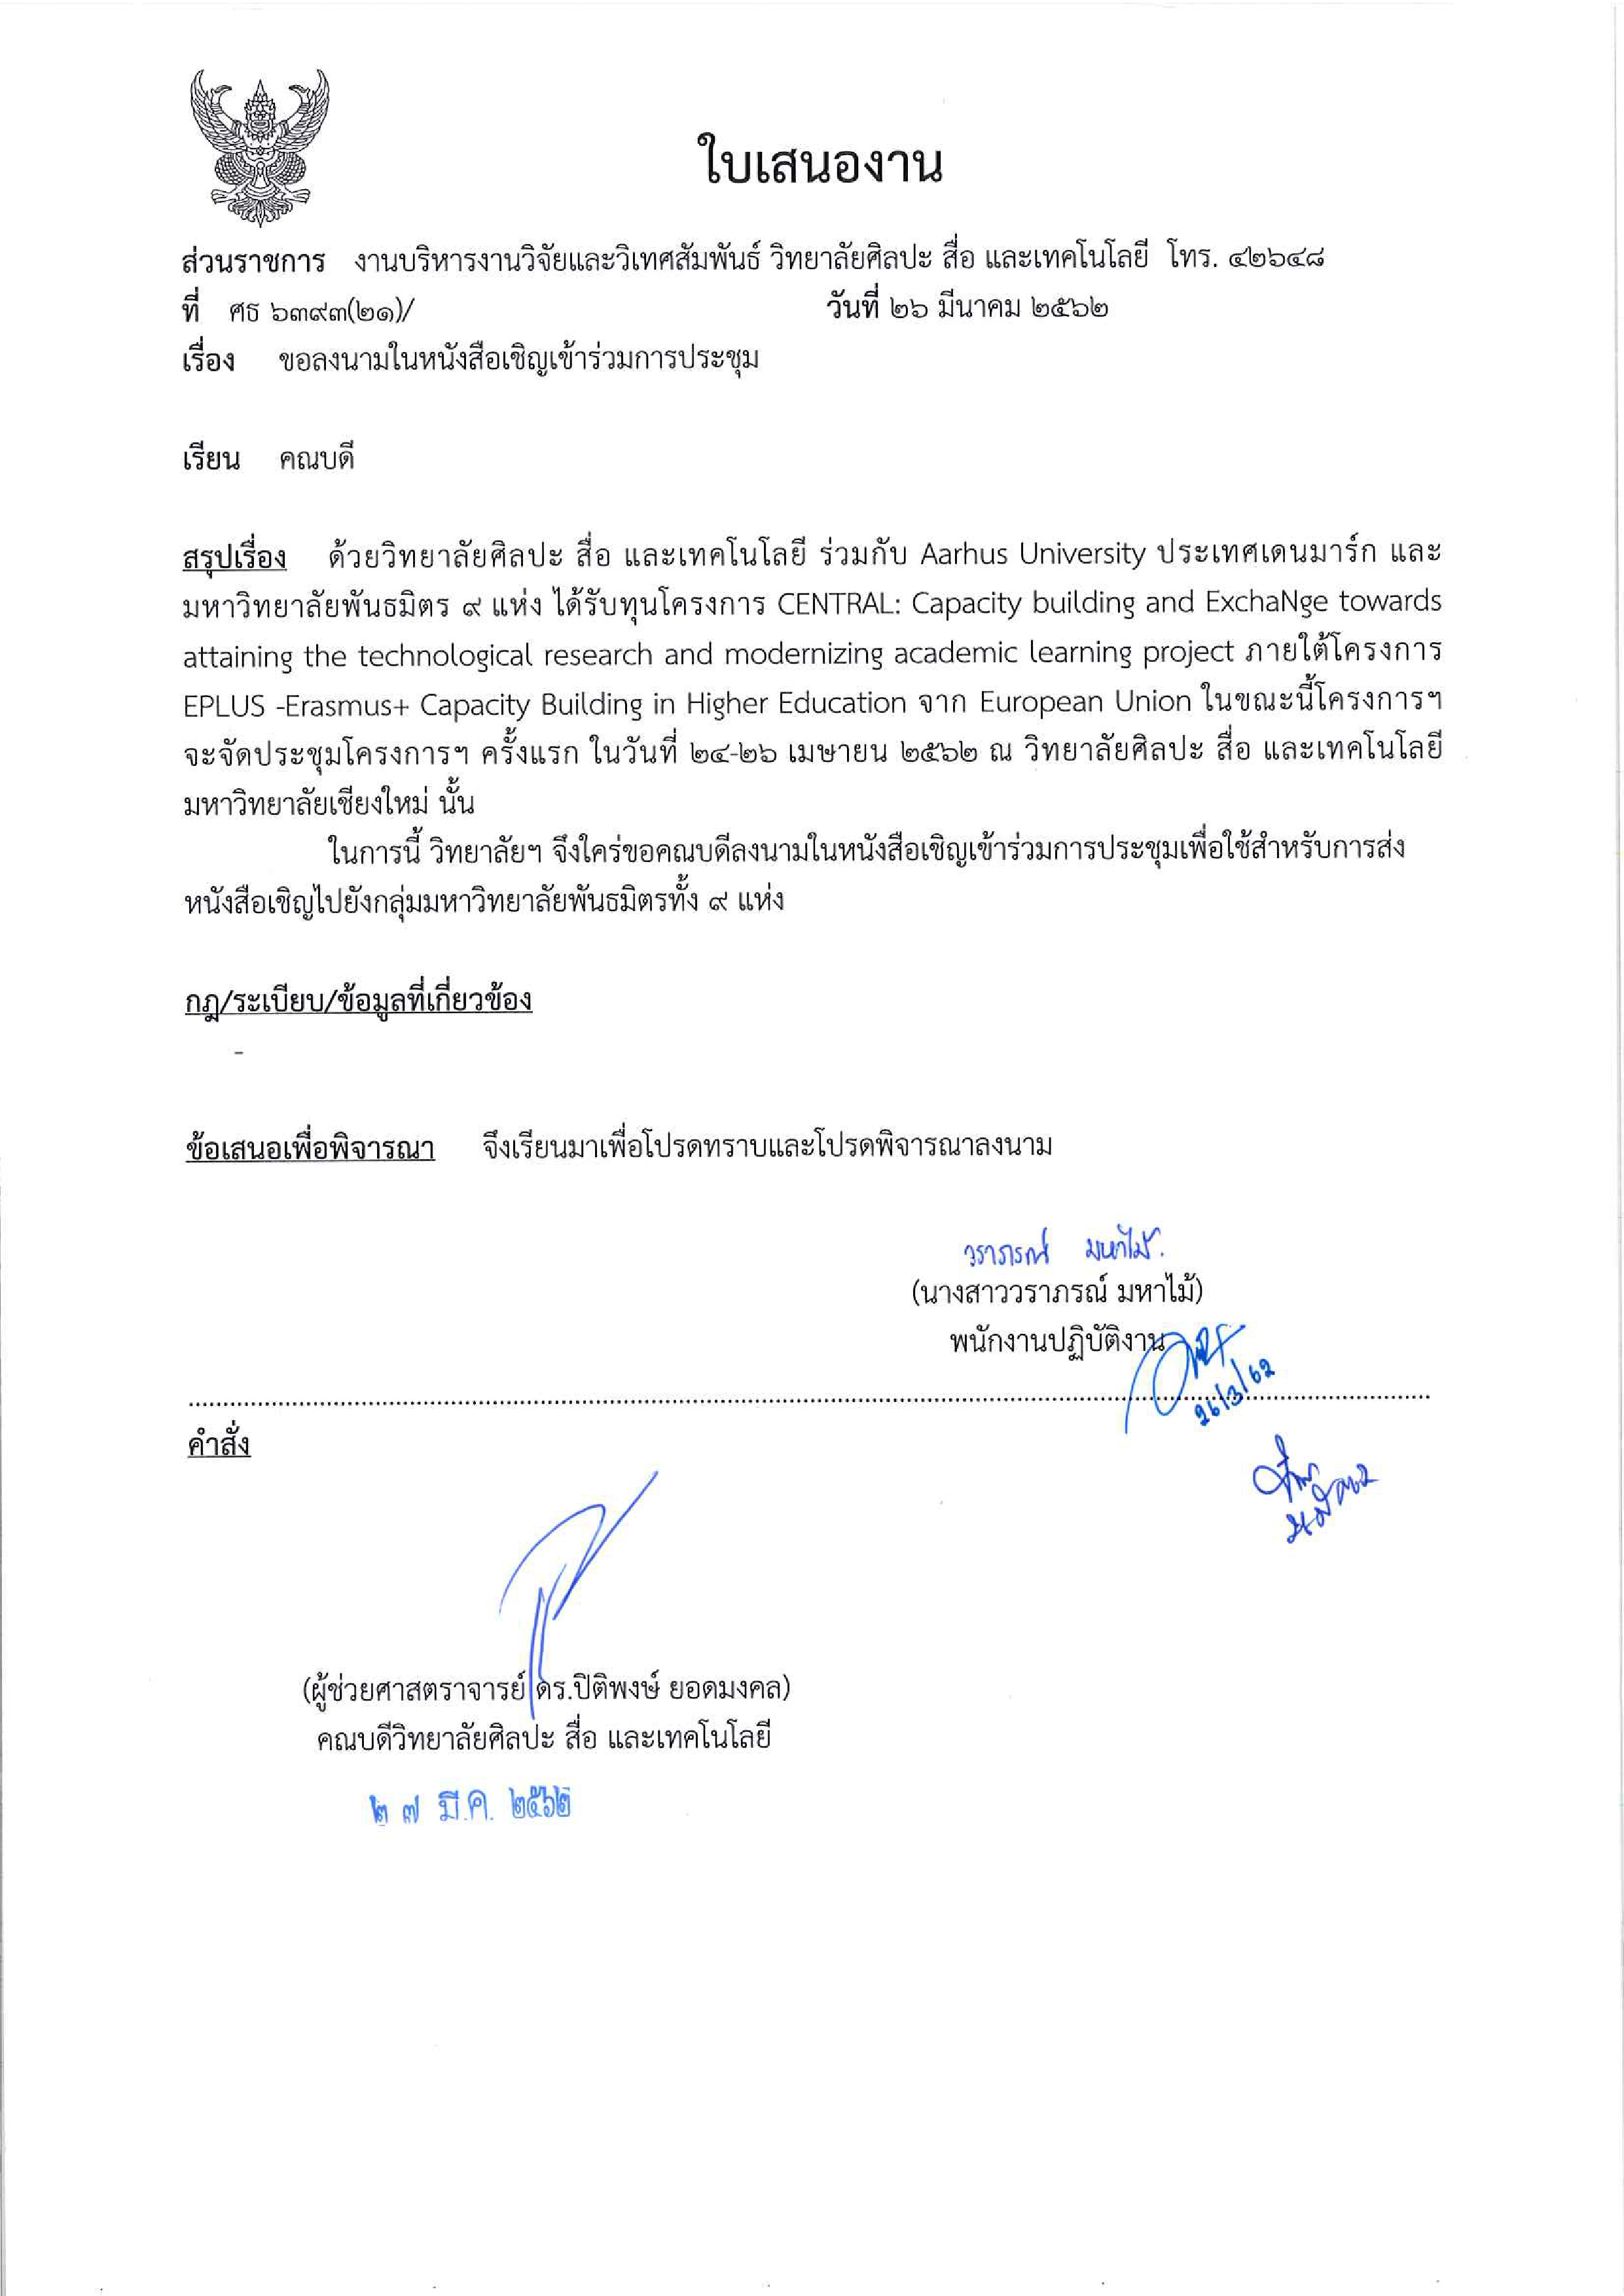 ใบเสนองาน
ส่วนราชการ งานบริหารงานวิจัยและวิเทศสัมพันธ์ วิทยาลัยศิลปะ สื่อ และเทคโนโลยี โทร. ๔๒๖๔๘
ที่ ศธ ๖๓๙๓(๒๑)/ วันที่ ๒๖ มีนาคม ๒๕๖๒
เรื่อง ขอลงนามในหนังสือเชิญเข้าร่วมการประชุม
เรียน คณบดี
สรุปเรื่อง ด้วยวิทยาลัยศิลปะ สื่อ และเทคโนโลยี ร่วมกับ Aarhus University ประเทศเดนมาร์ก และ
มหาวิทยาลัยพันธมิตร ๙ แห่ง ได้รับทุนโครงการ CENTRAL: Capacity building and ExchaNge towards
attaining the technological research and modernizing academic learning project ภายใต้โครงการ
EPLUS -Erasmus+ Capacity Building in Higher Education จาก European Union ในขณะนี้โครงการฯ
จะจัดประชุมโครงการฯ ครั้งแรก ในวันที่ ๒๔-๒๖ เมษายน ๒๕๖๒ ณ วิทยาลัยศิลปะ สื่อ และเทคโนโลยี
มหาวิทยาลัยเชียงใหม่ นั้น
ในการนี้ วิทยาลัยฯ จึงใคร่ขอคณบดีลงนามในหนังสือเชิญเข้าร่วมการประชุมเพื่อใช้สำหรับการส่ง
หนังสือเชิญไปยังกลุ่มมหาวิทยาลัยพันธมิตรทั้ง ๙ แห่ง
กฎ/ระเบียบ/ข้อมูลที่เกี่ยวข้อง
-
ข้อเสนอเพื่อพิจารณา จึงเรียนมาเพื่อโปรดทราบและโปรดพิจารณาลงนาม
วราภรณ์ มหาไม้.
(นางสาววราภรณ์ มหาไม้)
พนักงานปฏิบัติงาน
26/3/62
คำสั่ง
(ผู้ช่วยศาสตราจารย์ ดร.ปิติพงษ์ ยอดมงคล)
คณบดีวิทยาลัยศิลปะ สื่อ และเทคโนโลยี
๒ ๗ มี.ค. ๒๕๖๒